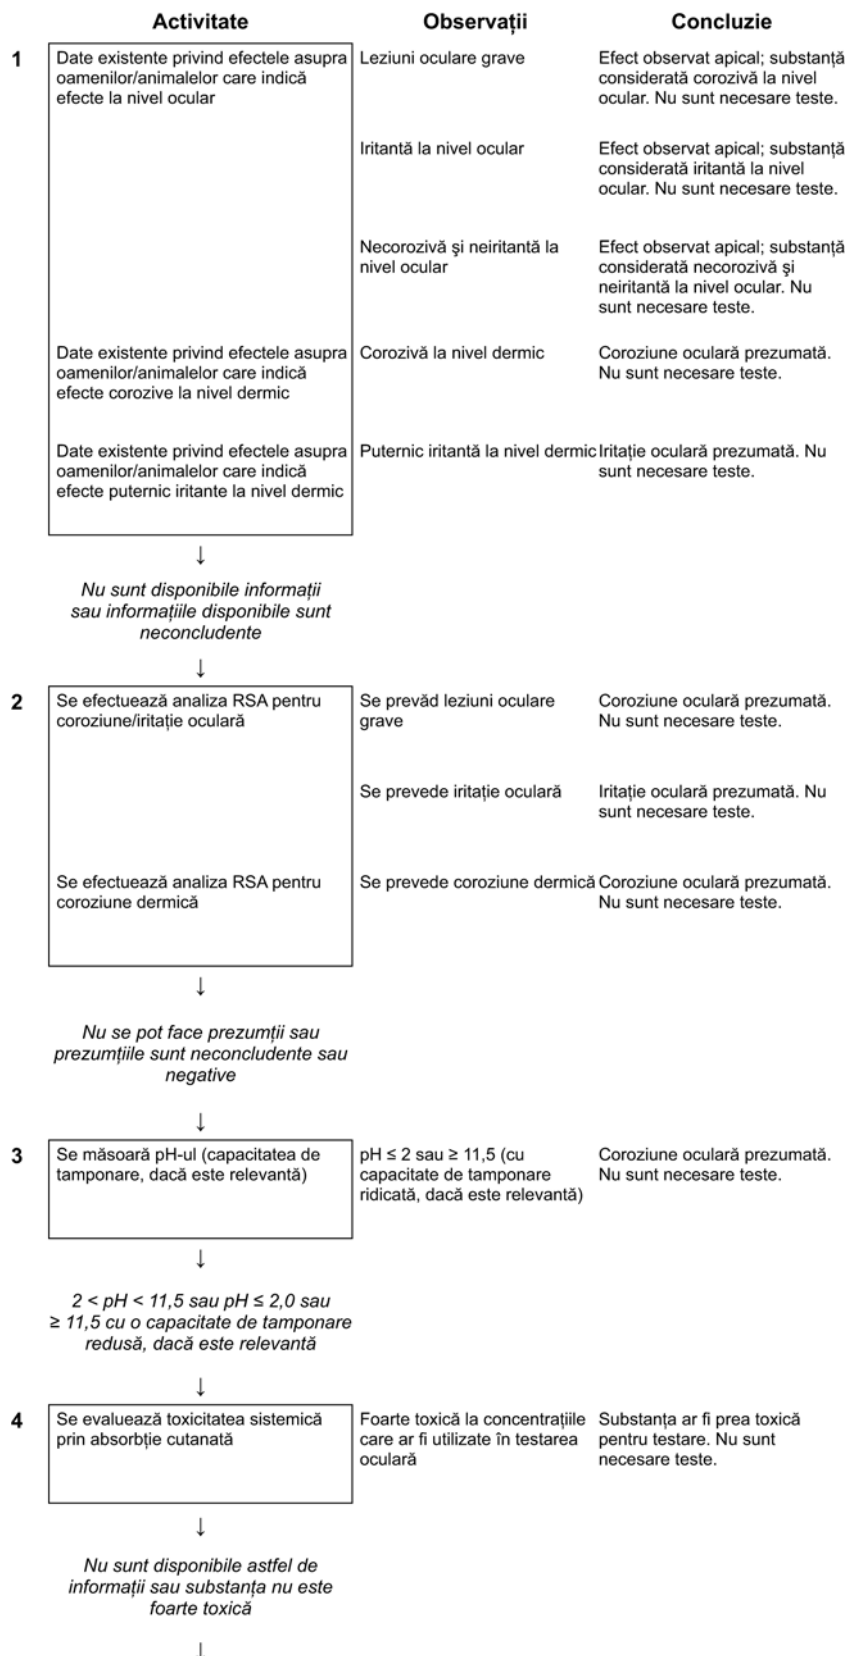 Activitate Observații Concluzie
1 Date existente privind efectele asupra oamenilor/animalelor care indică efecte la nivel ocular
Leziuni oculare grave
Efect observat apical; substanță considerată corozivă la nivel ocular. Nu sunt necesare teste.
Iritantă la nivel ocular
Efect observat apical; substanță considerată iritantă la nivel ocular. Nu sunt necesare teste.
Necorozivă şi neiritantă la nivel ocular
Efect observat apical; substanță considerată necorozivă şi neiritantă la nivel ocular. Nu sunt necesare teste.
Date existente privind efectele asupra oamenilor/animalelor care indică efecte corozive la nivel dermic
Corozivă la nivel dermic
Coroziune oculară prezumată. Nu sunt necesare teste.
Date existente privind efectele asupra oamenilor/animalelor care indică efecte puternic iritante la nivel dermic
Puternic iritantă la nivel dermic
Iritație oculară prezumată. Nu sunt necesare teste.
↓
Nu sunt disponibile informații
sau informațiile disponibile sunt
neconcludente
↓
2 Se efectuează analiza RSA pentru coroziune/iritație oculară
Se prevăd leziuni oculare grave
Coroziune oculară prezumată. Nu sunt necesare teste.
Se prevede iritație oculară
Iritație oculară prezumată. Nu sunt necesare teste.
Se efectuează analiza RSA pentru coroziune dermică
Se prevede coroziune dermică
Coroziune oculară prezumată. Nu sunt necesare teste.
↓
Nu se pot face prezumții sau
prezumțiile sunt neconcludente sau
negative
↓
3 Se măsoară pH-ul (capacitatea de tamponare, dacă este relevantă)
pH ≤ 2 sau ≥ 11,5 (cu capacitate de tamponare ridicată, dacă este relevantă)
Coroziune oculară prezumată. Nu sunt necesare teste.
↓
2 < pH < 11,5 sau pH ≤ 2,0 sau
≥ 11,5 cu o capacitate de tamponare
redusă, dacă este relevantă
↓
4 Se evaluează toxicitatea sistemică prin absorbție cutanată
Foarte toxică la concentrațiile care ar fi utilizate în testarea oculară
Substanța ar fi prea toxică pentru testare. Nu sunt necesare teste.
↓
Nu sunt disponibile astfel de
informații sau substanța nu este
foarte toxică
↓